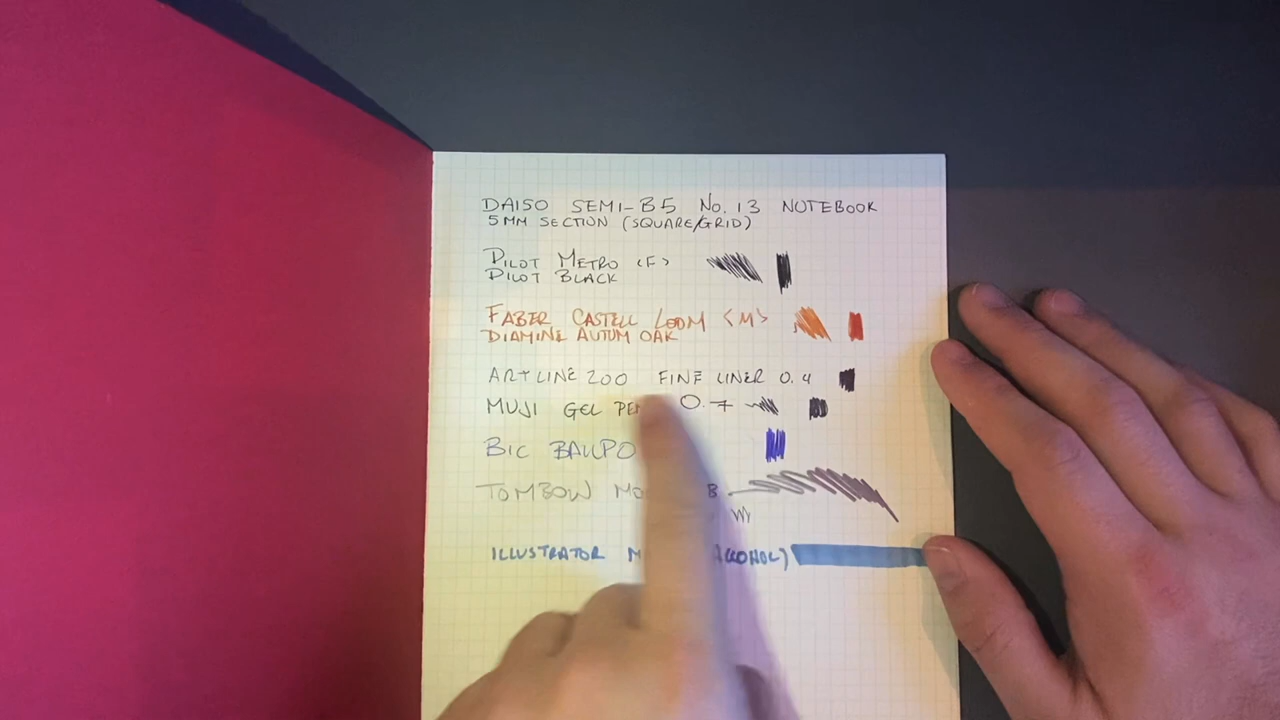 DAISO SEMI-B5 No. 13 NOTEBOOK
5MM SECTION (SQUARE/GRID)
PILOT METRO <F>
PILOT BLACK
FABER CASTELL LOOM <M>
DIAMINE AUTUM OAK
ARTLINE 200 FINE LINER 0.4
MUJI GEL 0.7
BIC
TOMBOW B
ILLUSTRATOR ALCOHOL)